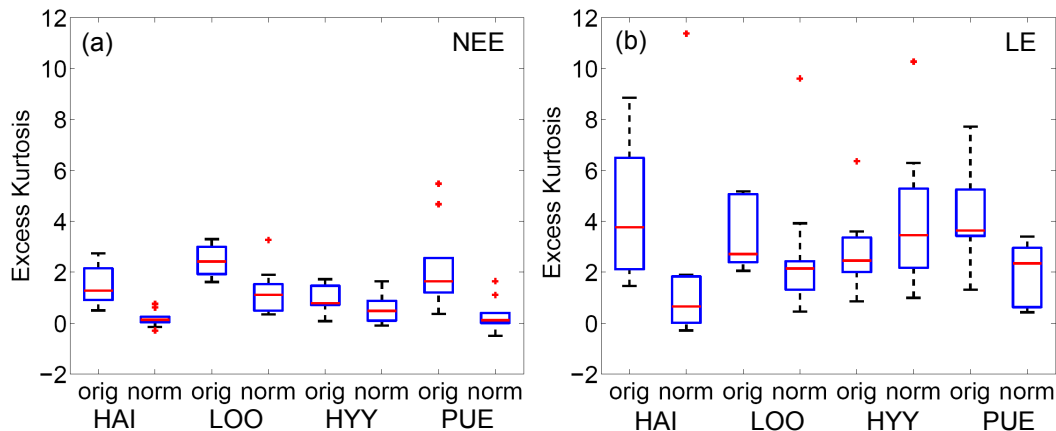 (a) NEE
Excess Kurtosis
12
10
8
6
4
2
0
−2
orig norm orig norm orig norm orig norm
HAI LOO HYY PUE
(b) LE
Excess Kurtosis
12
10
8
6
4
2
0
−2
orig norm orig norm orig norm orig norm
HAI LOO HYY PUE